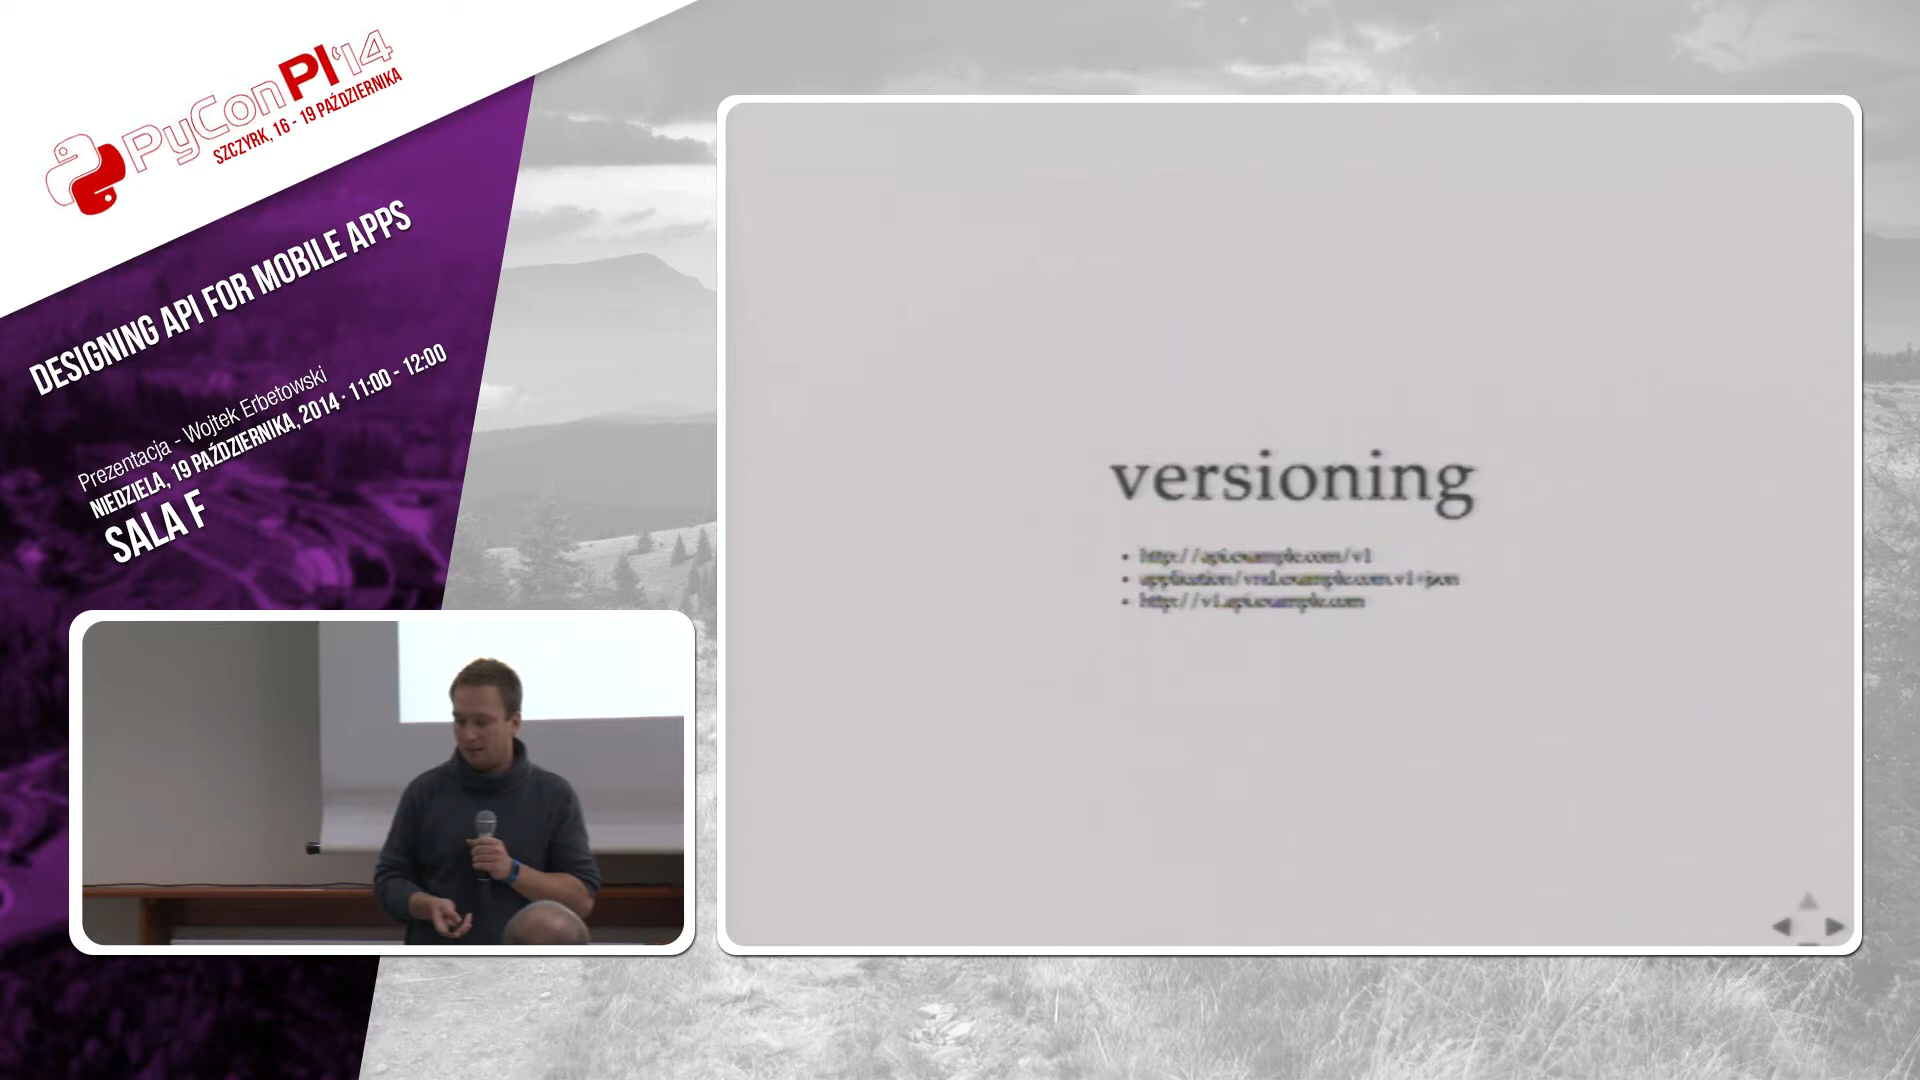 PyConPl'14
SZCZYRK, 16 - 19 PAŹDZIERNIKA
DESIGNING API FOR MOBILE APPS
Prezentacja - Wojtek Erbetowski
NIEDZIELA, 19 PAŹDZIERNIKA, 2014 · 11:00 - 12:00
SALA F
versioning
• http://api.example.com/v1
• application/vnd.example.com.v1+json
• http://v1.api.example.com